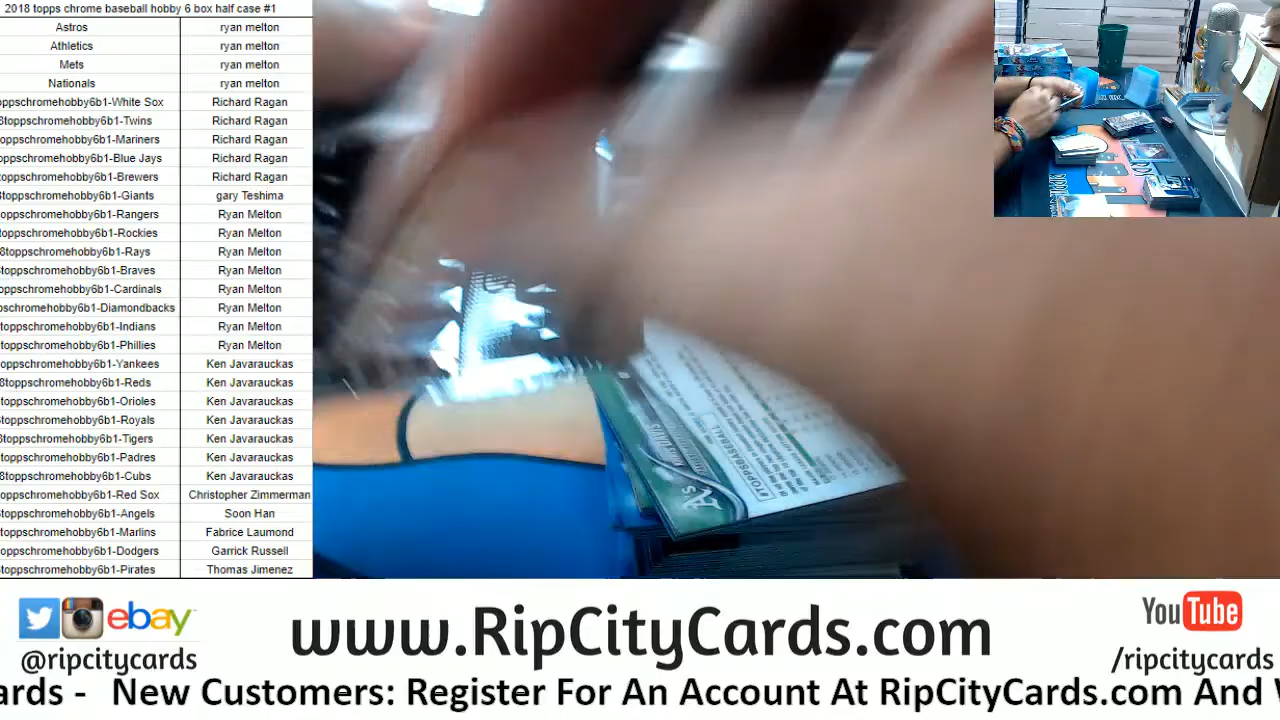 2018 topps chrome baseball hobby 6 box half case #1
Astros ryan melton
Athletics ryan melton
Mets ryan melton
Nationals ryan melton
oppschromehobby6b1-White Sox Richard Ragan
8toppschromehobby6b1-Twins Richard Ragan
oppschromehobby6b1-Mariners Richard Ragan
oppschromehobby6b1-Blue Jays Richard Ragan
toppschromehobby6b1-Brewers Richard Ragan
8toppschromehobby6b1-Giants gary Teshima
toppschromehobby6b1-Rangers Ryan Melton
toppschromehobby6b1-Rockies Ryan Melton
8toppschromehobby6b1-Rays Ryan Melton
toppschromehobby6b1-Braves Ryan Melton
oppschromehobby6b1-Cardinals Ryan Melton
pschromehobby6b1-Diamondbacks Ryan Melton
toppschromehobby6b1-Indians Ryan Melton
toppschromehobby6b1-Phillies Ryan Melton
oppschromehobby6b1-Yankees Ken Javarauckas
8toppschromehobby6b1-Reds Ken Javarauckas
toppschromehobby6b1-Orioles Ken Javarauckas
toppschromehobby6b1-Royals Ken Javarauckas
8toppschromehobby6b1-Tigers Ken Javarauckas
toppschromehobby6b1-Padres Ken Javarauckas
8toppschromehobby6b1-Cubs Ken Javarauckas
oppschromehobby6b1-Red Sox Christopher Zimmerman
toppschromehobby6b1-Angels Soon Han
toppschromehobby6b1-Marlins Fabrice Laumond
oppschromehobby6b1-Dodgers Garrick Russell
toppschromehobby6b1-Pirates Thomas Jimenez
#TOPPSBASEBALL
A's
ebay
@ripcitycards
www.RipCityCards.com
YouTube
/ripcitycards
ards - New Customers: Register For An Account At RipCityCards.com And